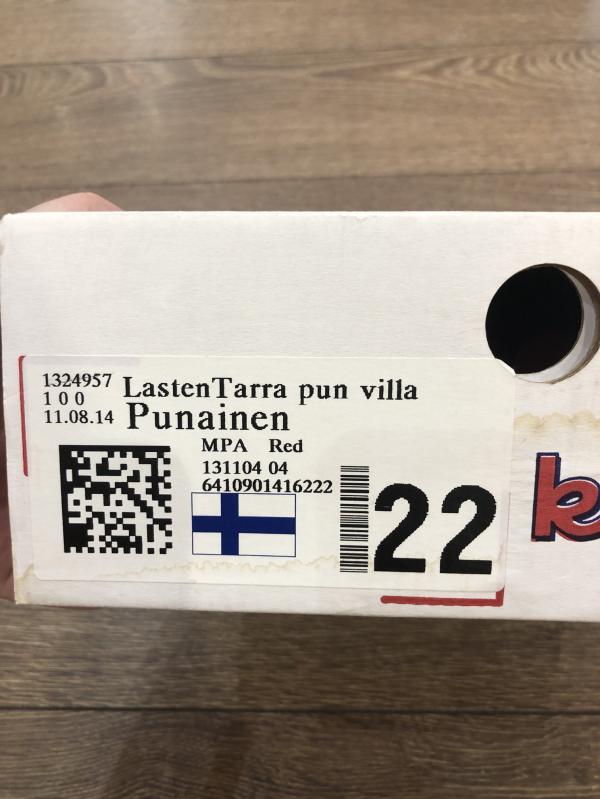 1324957
1 0 0
11.08.14
LastenTarra pun villa
Punainen
MPA Red
131104 04
6410901416222
22
k